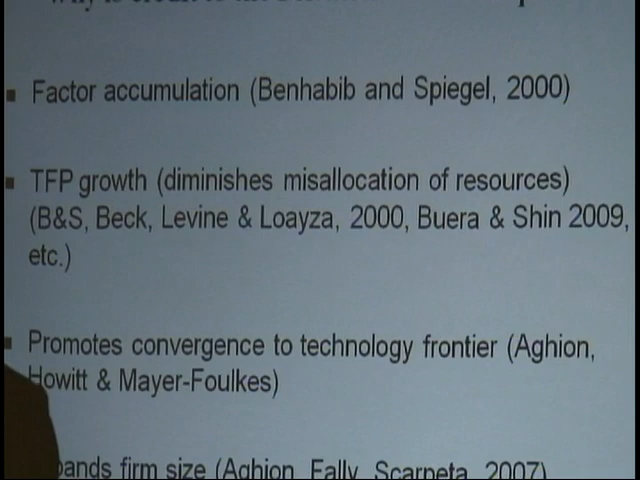 Factor accumulation (Benhabib and Spiegel, 2000)
TFP growth (diminishes misallocation of resources)
(B&S, Beck, Levine & Loayza, 2000, Buera & Shin 2009,
etc.)
Promotes convergence to technology frontier (Aghion,
Howitt & Mayer-Foulkes)
pands firm size (Aghion, Fally, Scarpeta, 2007)